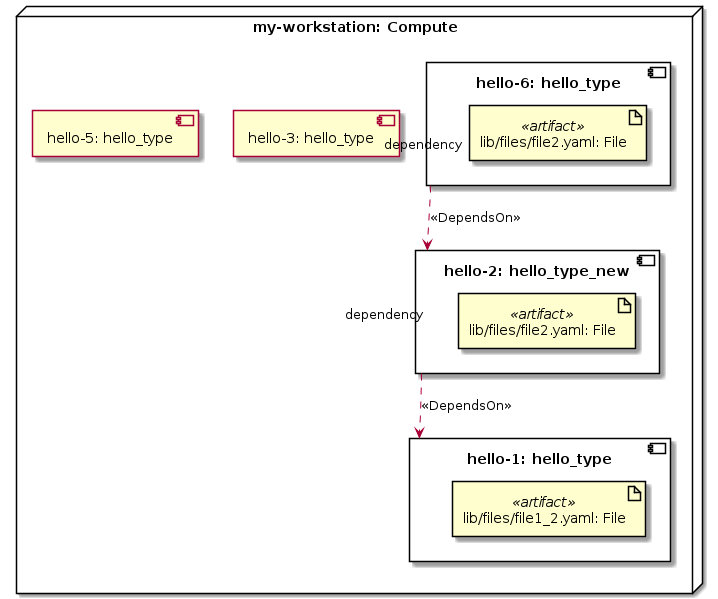 my-workstation: Compute
hello-6: hello_type
«artifact»
lib/files/file2.yaml: File
hello-5: hello_type
hello-3: hello_type
dependency
«DependsOn»
hello-2: hello_type_new
«artifact»
lib/files/file2.yaml: File
dependency
«DependsOn»
hello-1: hello_type
«artifact»
lib/files/file1_2.yaml: File